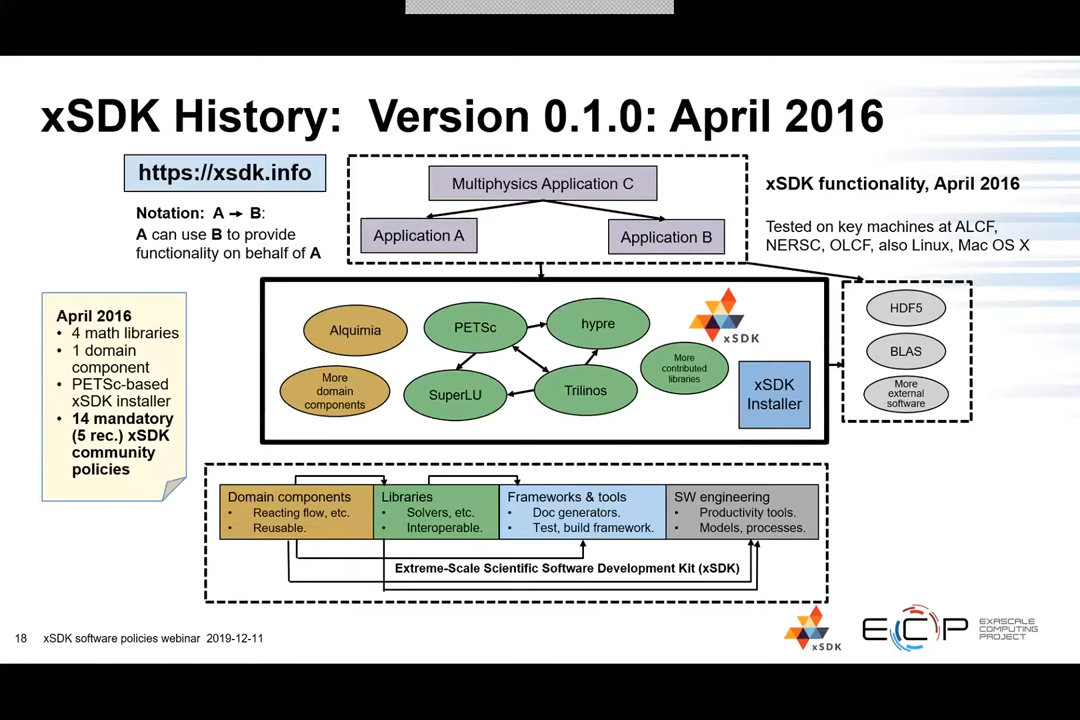 xSDK History:  Version 0.1.0: April 2016
https://xsdk.info
Notation: A → B:
A can use B to provide
functionality on behalf of A
Multiphysics Application C
Application A
Application B
xSDK functionality, April 2016
Tested on key machines at ALCF,
NERSC, OLCF, also Linux, Mac OS X
April 2016
• 4 math libraries
• 1 domain
component
• PETSc-based
xSDK installer
• 14 mandatory
(5 rec.) xSDK
community
policies
Alquimia
PETSc
hypre
xSDK
More
domain
components
SuperLU
Trilinos
More
contributed
libraries
xSDK
Installer
HDF5
BLAS
More
external
software
Domain components
• Reacting flow, etc.
• Reusable.
Libraries
• Solvers, etc.
• Interoperable.
Frameworks & tools
• Doc generators.
• Test, build framework.
SW engineering
• Productivity tools.
• Models, processes.
Extreme-Scale Scientific Software Development Kit (xSDK)
18 xSDK software policies webinar 2019-12-11
xSDK
ECP
EXASCALE
COMPUTING
PROJECT